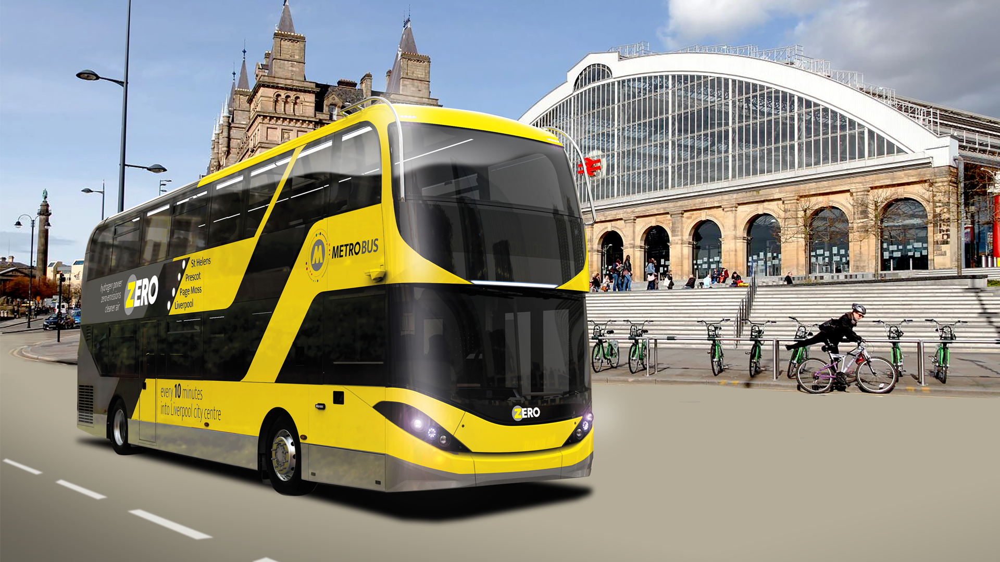 M
METROBUS
St Helens
Prescot
Page Moss
Liverpool
hydrogen power
zero emissions
cleaner air
ZERO
every 10 minutes
into Liverpool city centre
ZERO